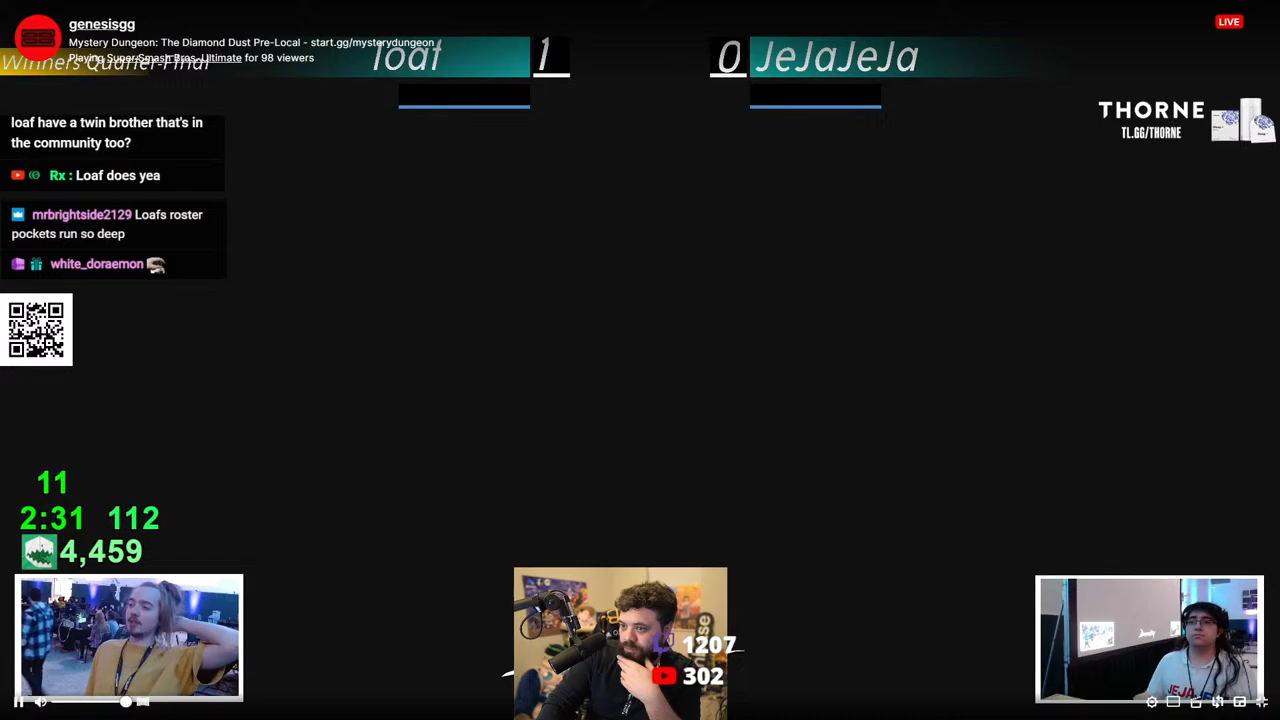 genesisgg
LIVE
Mystery Dungeon: The Diamond Dust Pre-Local - start.gg/mysterydungeon
Playing Super Smash Bros. Ultimate for 98 viewers
Winners Quarter-Final
loaf 1
0 JeJaJeJa
THORNE
TL.GG/THORNE
loaf have a twin brother that's in
the community too?
Rx : Loaf does yea
mrbrightside2129 Loafs roster
pockets run so deep
white_doraemon
11
2:31 112
4,459
1207
302